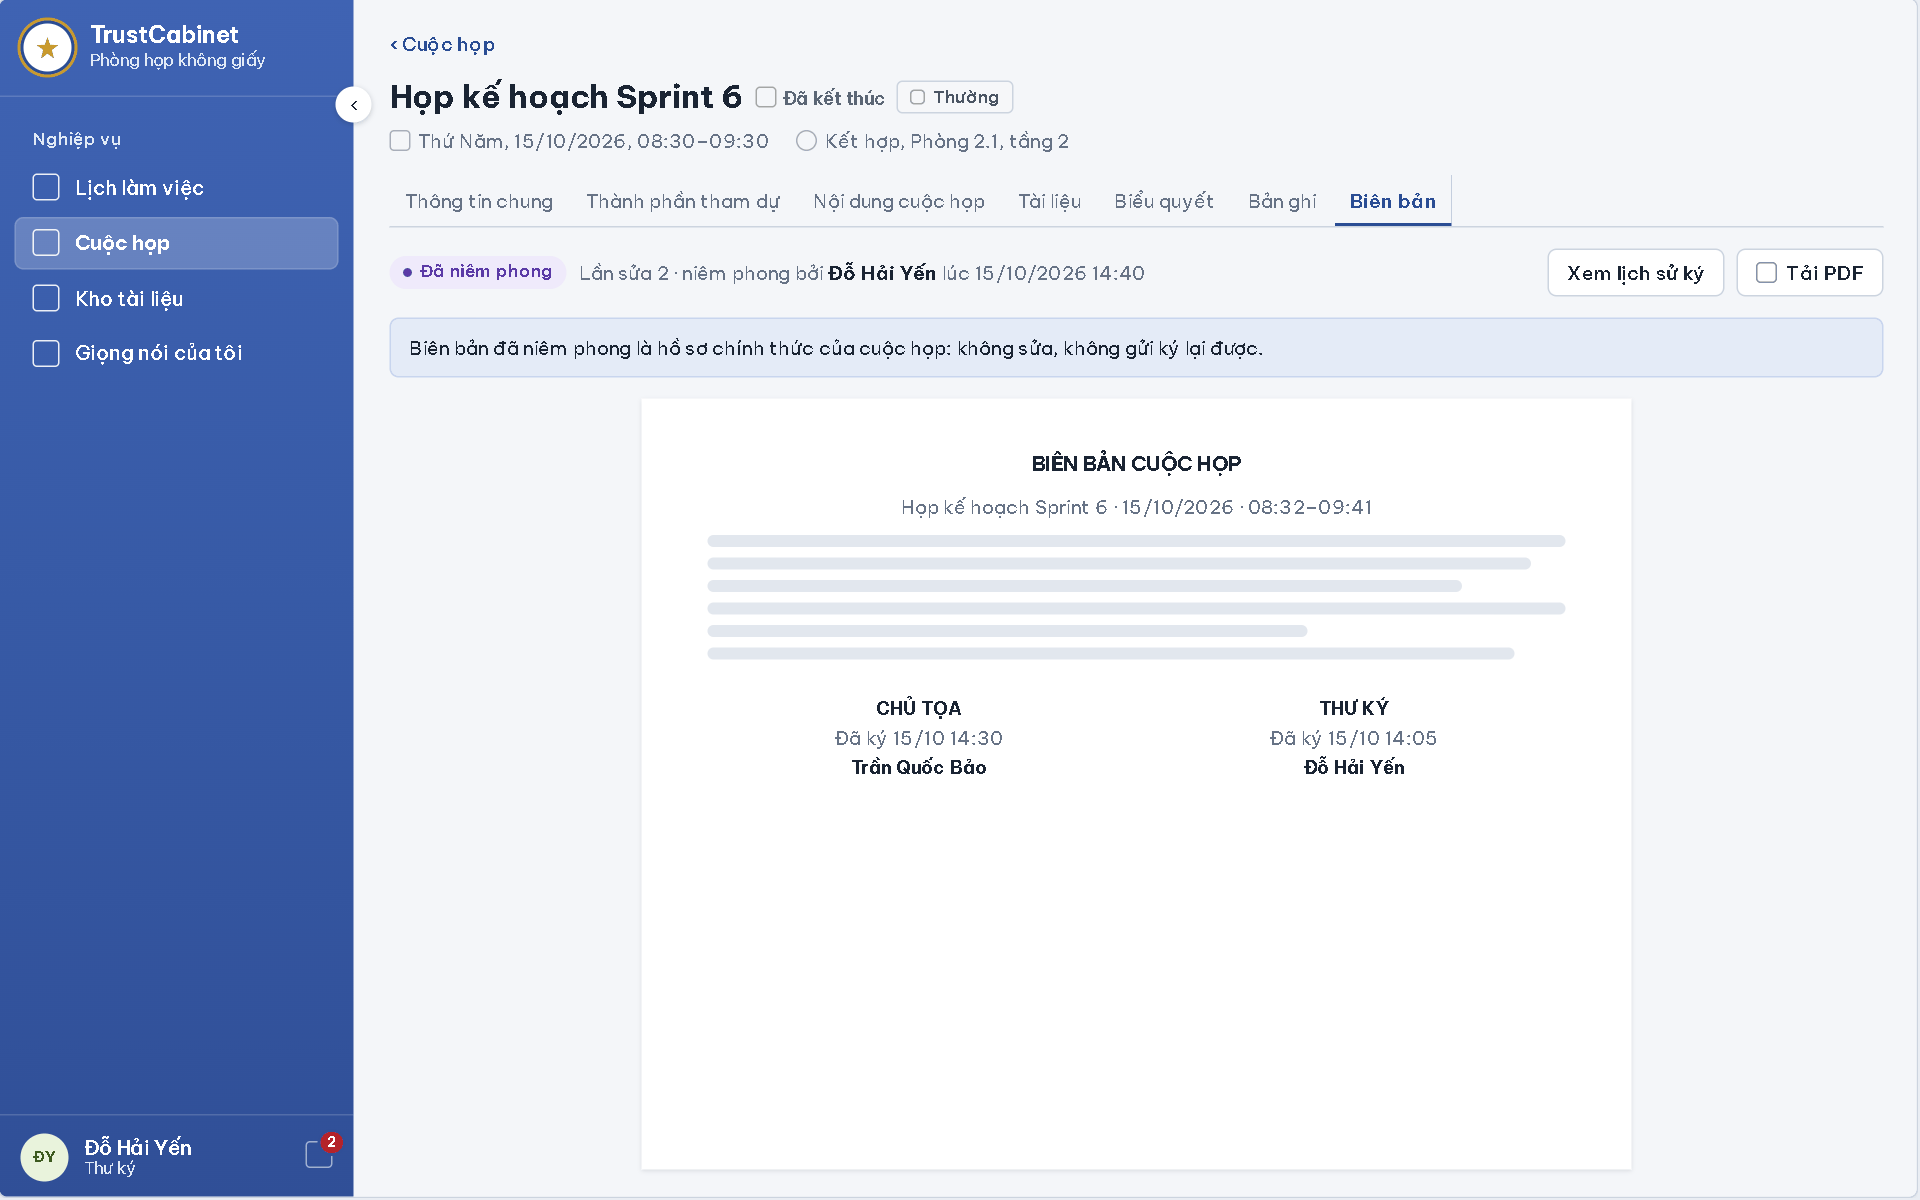 TrustCabinet
Phòng họp không giấy
Nghiệp vụ
Lịch làm việc
Cuộc họp
Kho tài liệu
Giọng nói của tôi
ĐY
Đỗ Hải Yến
Thư ký
2
‹ Cuộc họp
Họp kế hoạch Sprint 6 Đã kết thúc Thường
Thứ Năm, 15/10/2026, 08:30–09:30 Kết hợp, Phòng 2.1, tầng 2
Thông tin chung Thành phần tham dự Nội dung cuộc họp Tài liệu Biểu quyết Bản ghi Biên bản
Đã niêm phong Lần sửa 2 · niêm phong bởi Đỗ Hải Yến lúc 15/10/2026 14:40 Xem lịch sử ký Tải PDF
Biên bản đã niêm phong là hồ sơ chính thức của cuộc họp: không sửa, không gửi ký lại được.
BIÊN BẢN CUỘC HỌP
Họp kế hoạch Sprint 6 · 15/10/2026 · 08:32–09:41
CHỦ TỌA
Đã ký 15/10 14:30
Trần Quốc Bảo
THƯ KÝ
Đã ký 15/10 14:05
Đỗ Hải Yến